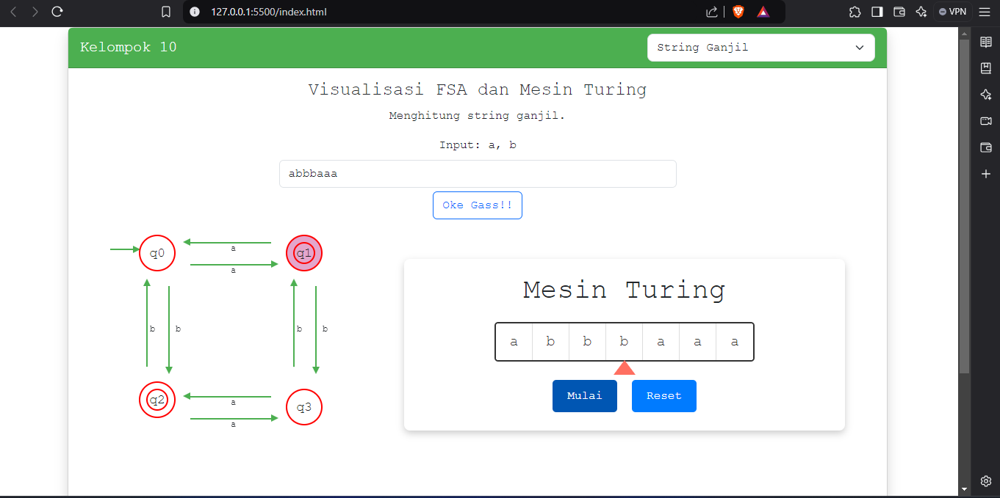 127.0.0.1:5500/index.html
VPN
Kelompok 10
String Ganjil
Visualisasi FSA dan Mesin Turing
Menghitung string ganjil.
Input: a, b
abbbaaa
Oke Gass!!
q0
a
a
q1
b
b
b
b
q2
a
a
q3
Mesin Turing
a b b b a a a
Mulai
Reset